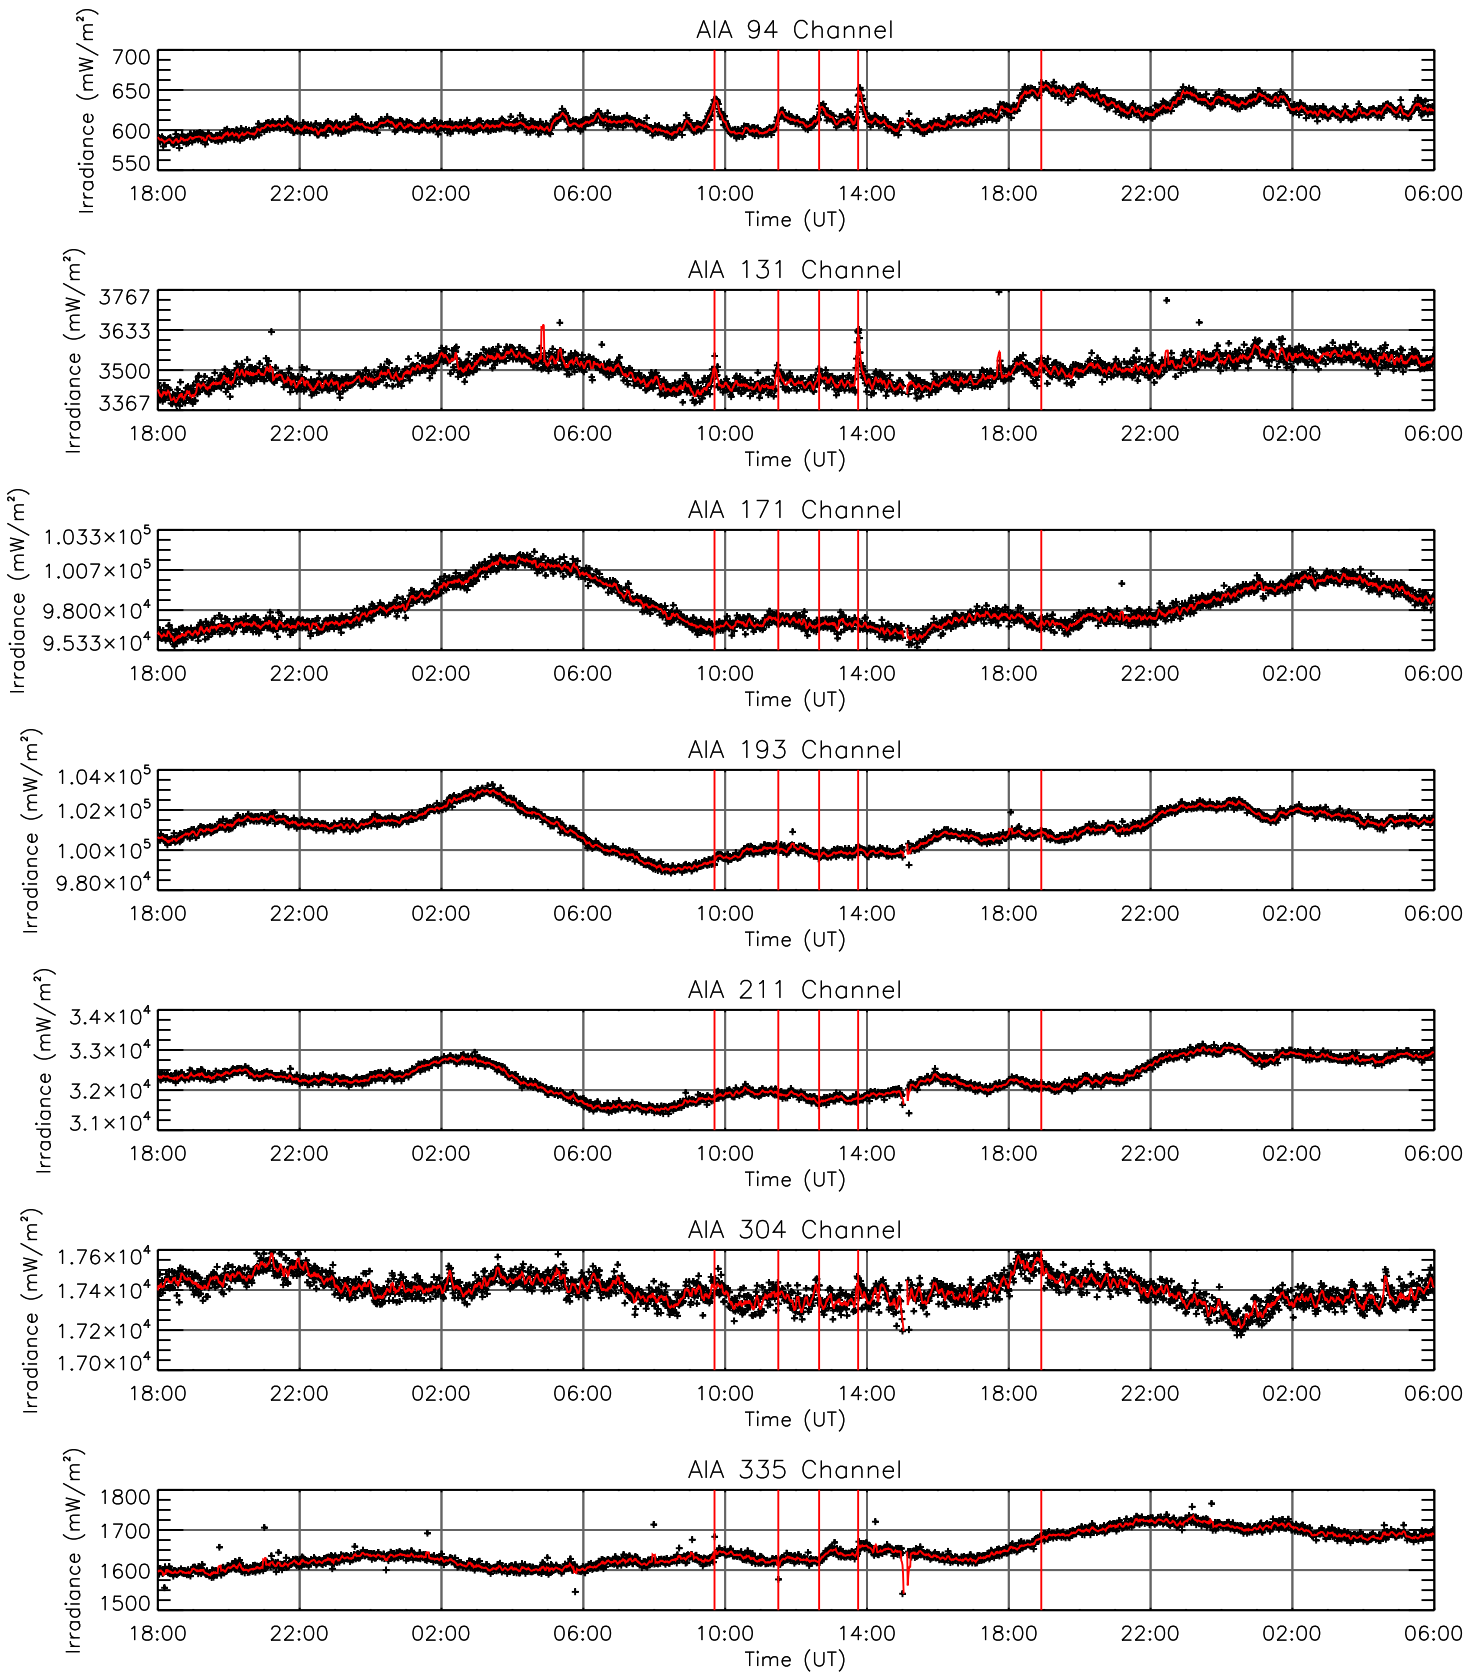 AIA 94 Channel
Irradiance (mW/m²)
700
650
600
550
18:00 22:00 02:00 06:00 10:00 14:00 18:00 22:00 02:00 06:00
Time (UT)
AIA 131 Channel
Irradiance (mW/m²)
3767
3633
3500
3367
18:00 22:00 02:00 06:00 10:00 14:00 18:00 22:00 02:00 06:00
Time (UT)
AIA 171 Channel
Irradiance (mW/m²)
1.033×10⁵
1.007×10⁵
9.800×10⁴
9.533×10⁴
18:00 22:00 02:00 06:00 10:00 14:00 18:00 22:00 02:00 06:00
Time (UT)
AIA 193 Channel
Irradiance (mW/m²)
1.04×10⁵
1.02×10⁵
1.00×10⁵
9.80×10⁴
18:00 22:00 02:00 06:00 10:00 14:00 18:00 22:00 02:00 06:00
Time (UT)
AIA 211 Channel
Irradiance (mW/m²)
3.4×10⁴
3.3×10⁴
3.2×10⁴
3.1×10⁴
18:00 22:00 02:00 06:00 10:00 14:00 18:00 22:00 02:00 06:00
Time (UT)
AIA 304 Channel
Irradiance (mW/m²)
1.76×10⁴
1.74×10⁴
1.72×10⁴
1.70×10⁴
18:00 22:00 02:00 06:00 10:00 14:00 18:00 22:00 02:00 06:00
Time (UT)
AIA 335 Channel
Irradiance (mW/m²)
1800
1700
1600
1500
18:00 22:00 02:00 06:00 10:00 14:00 18:00 22:00 02:00 06:00
Time (UT)